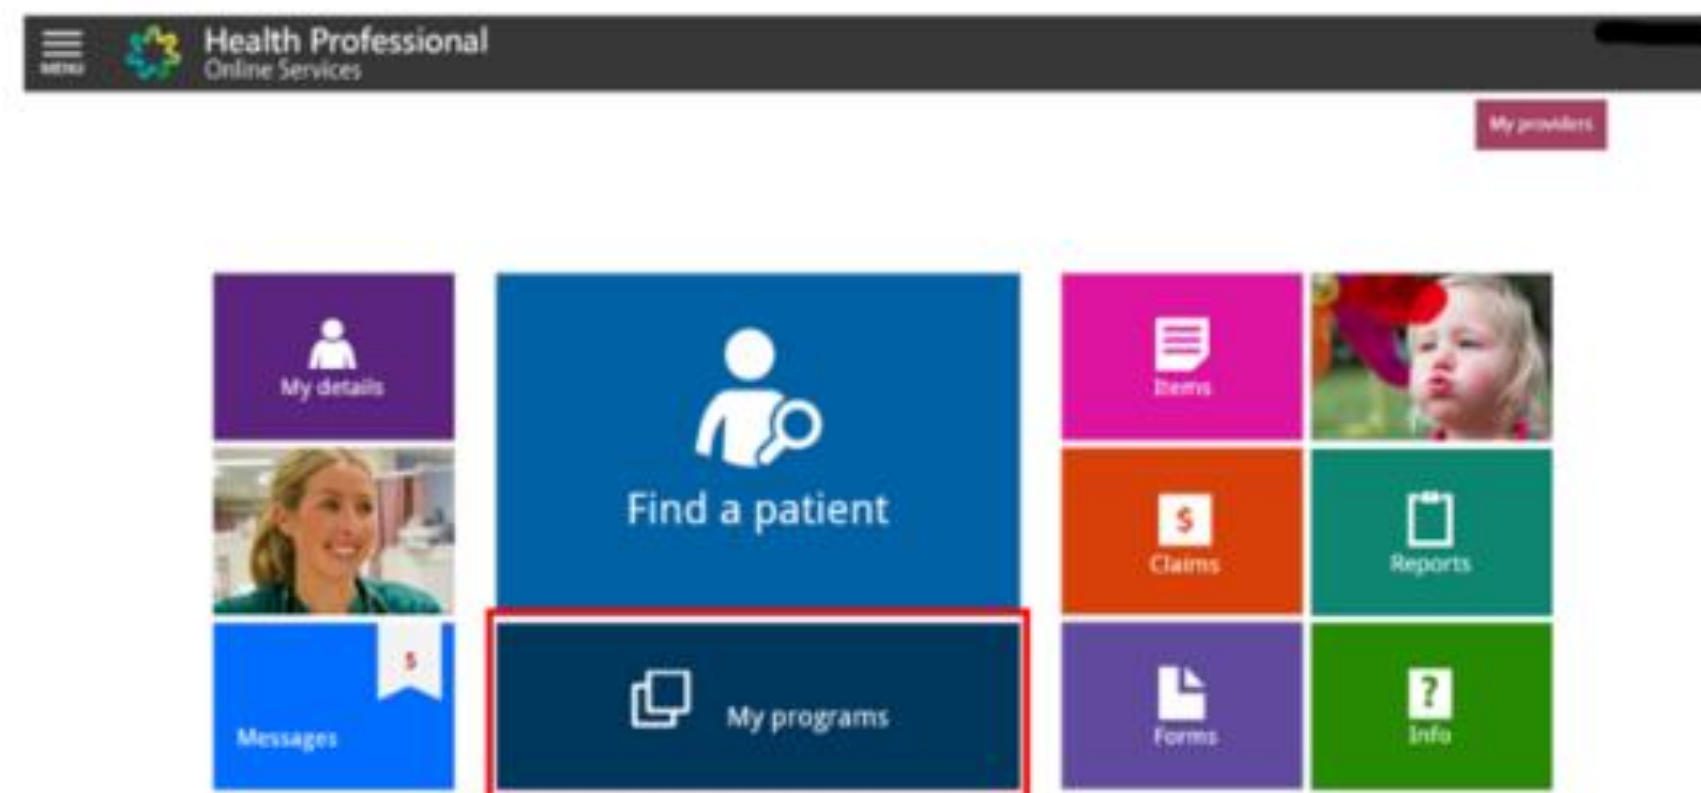 MENU
Health Professional
Online Services
My providers
My details
Find a patient
Items
$
Claims
Reports
5
Messages
My programs
Forms
?
Info